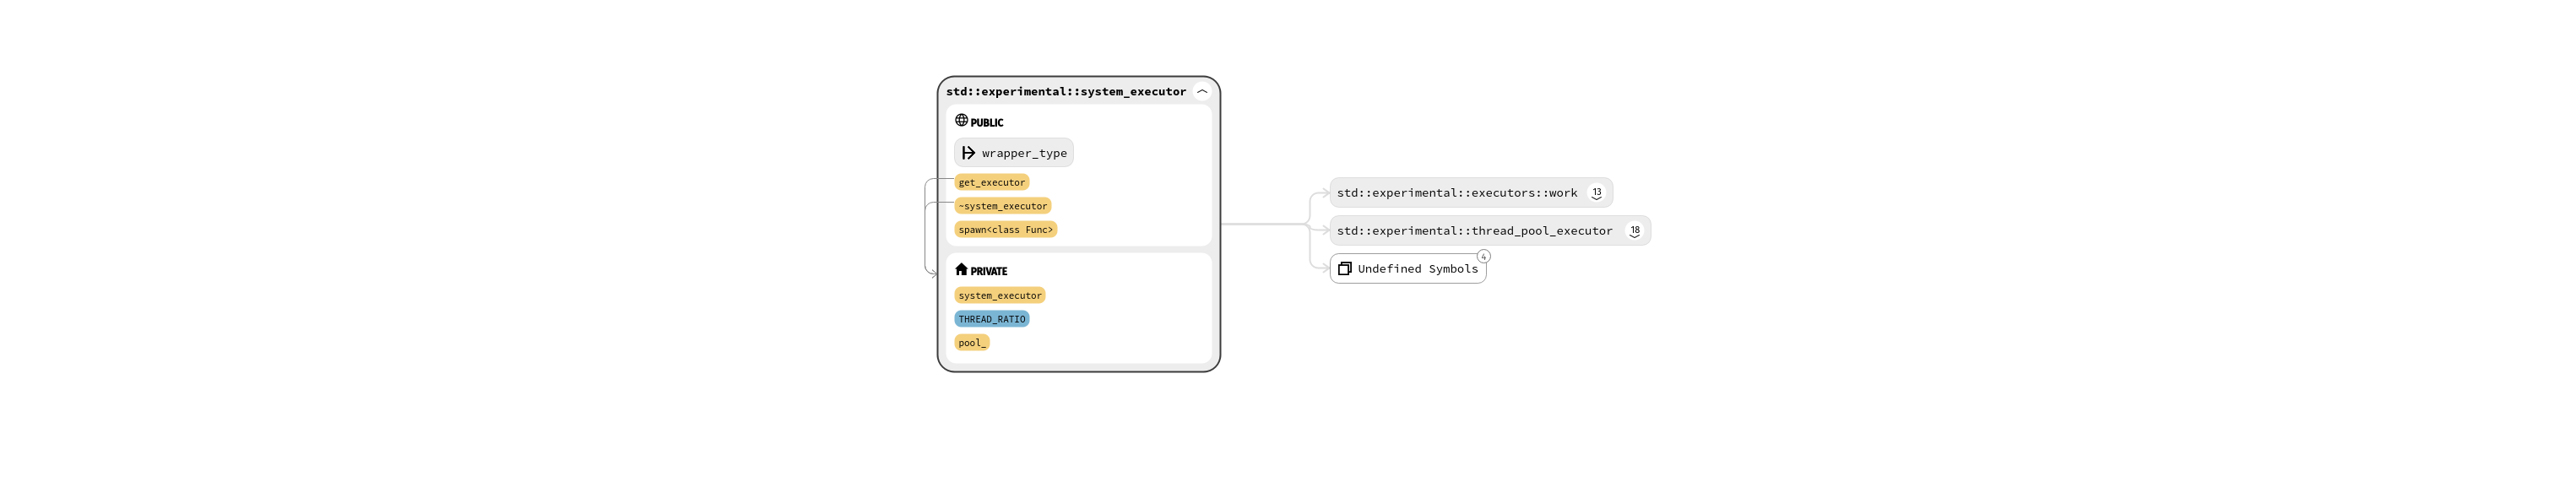 std::experimental::system_executor
PUBLIC
wrapper_type
get_executor
~system_executor
spawn<class Func>
PRIVATE
system_executor
THREAD_RATIO
pool_
std::experimental::executors::work 13
std::experimental::thread_pool_executor 18
Undefined Symbols 4